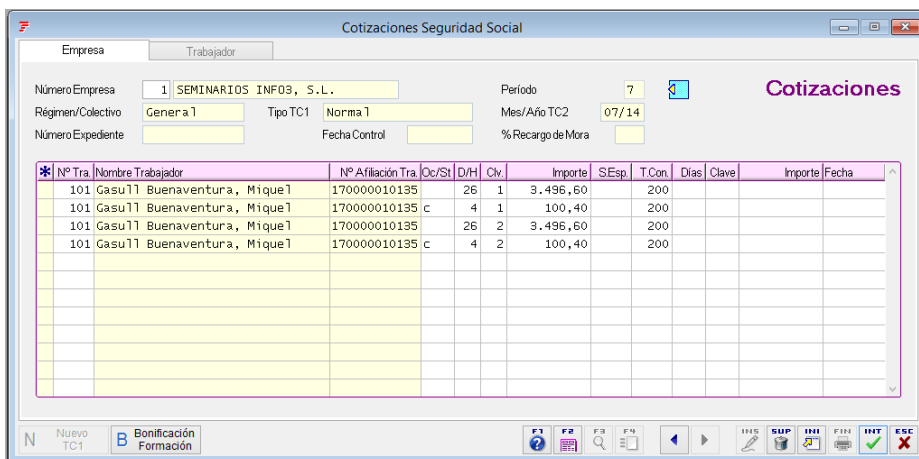 Cotizaciones Seguridad Social
Empresa Trabajador
Número Empresa 1 SEMINARIOS INFO3, S.L. Período 7 Cotizaciones
Régimen/Colectivo General Tipo TC1 Normal Mes/Año TC2 07/14
Número Expediente Fecha Control % Recargo de Mora
* Nº Tra. Nombre Trabajador Nº Afiliación Tra. Oc/St D/H Clv. Importe S.Esp. T.Con. Días Clave Importe Fecha
101 Gasull Buenaventura, Miquel 170000010135 26 1 3.496,60 200
101 Gasull Buenaventura, Miquel 170000010135 c 4 1 100,40 200
101 Gasull Buenaventura, Miquel 170000010135 26 2 3.496,60 200
101 Gasull Buenaventura, Miquel 170000010135 c 4 2 100,40 200
N Nuevo TC1 B Bonificación Formación F1 F2 F3 F4 INS SUP INI FIN INT ESC